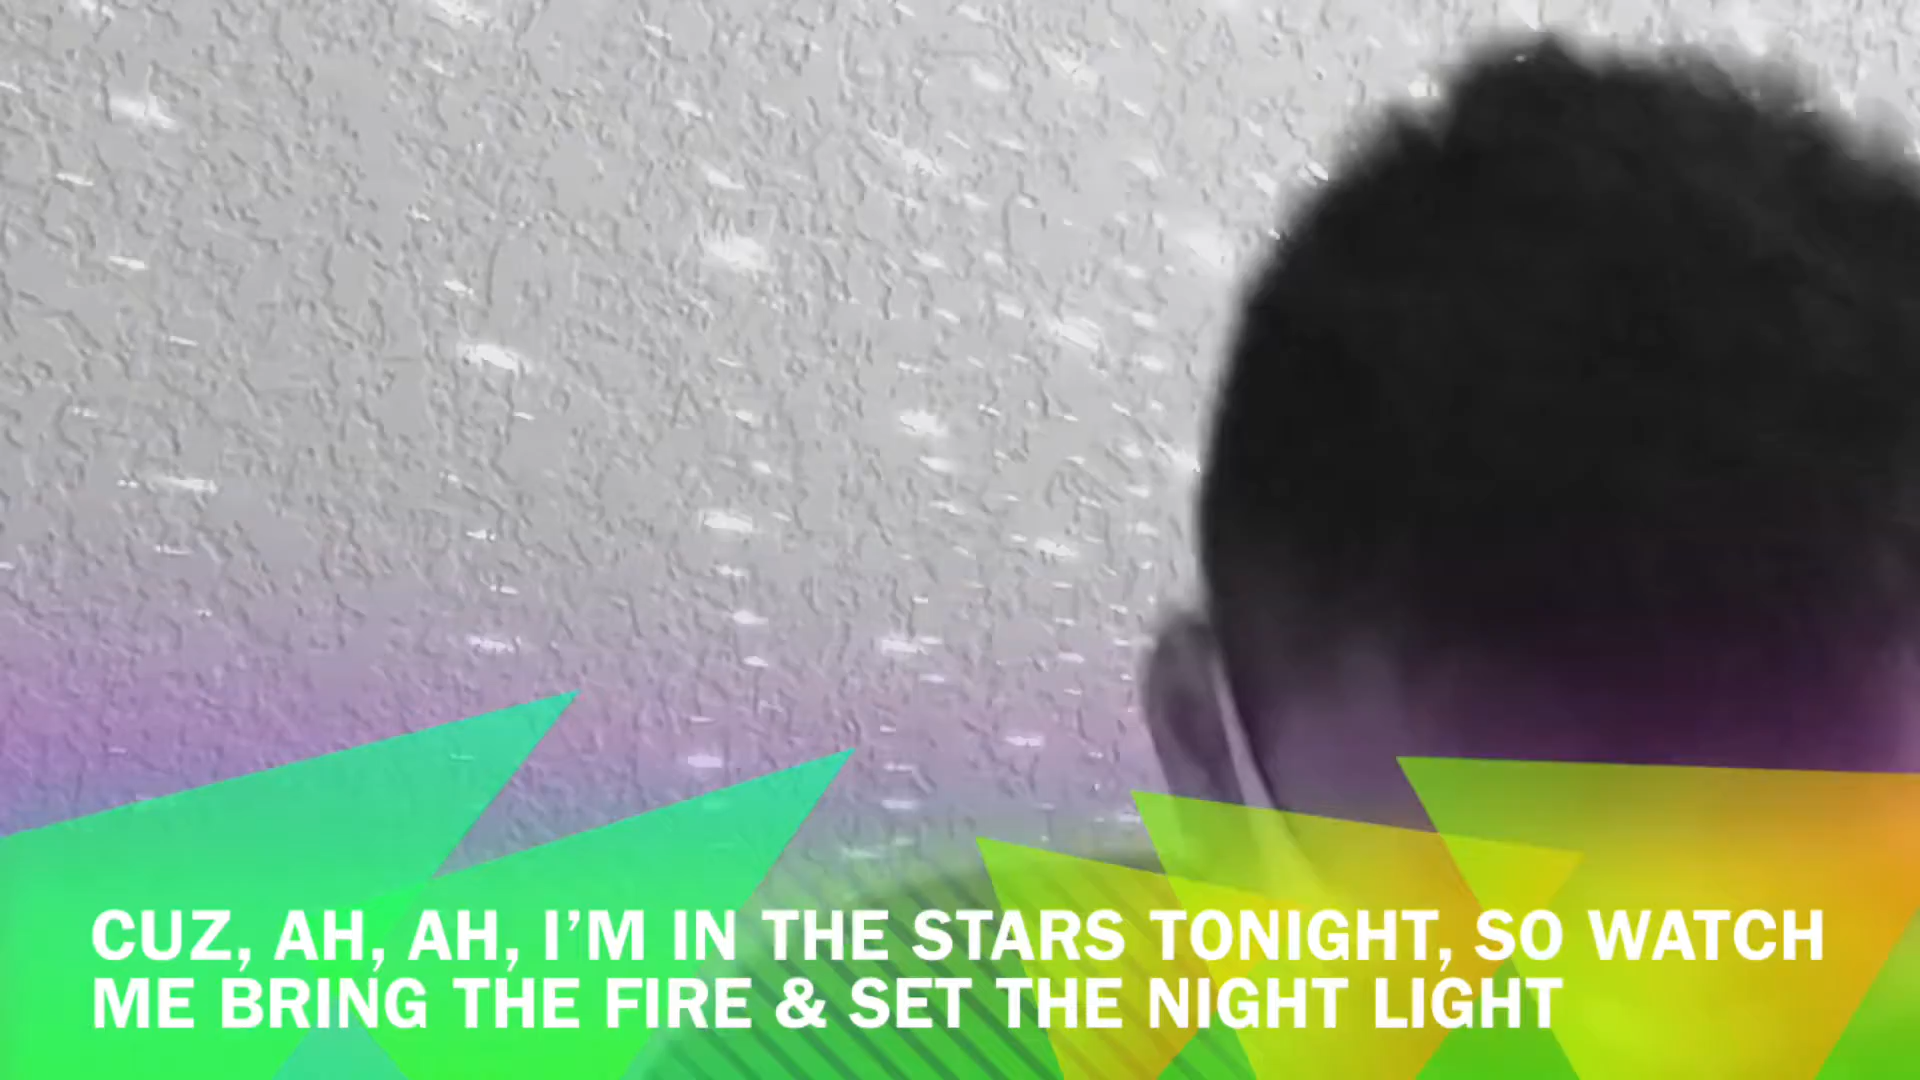 CUZ, AH, AH, I’M IN THE STARS TONIGHT, SO WATCH
ME BRING THE FIRE & SET THE NIGHT LIGHT